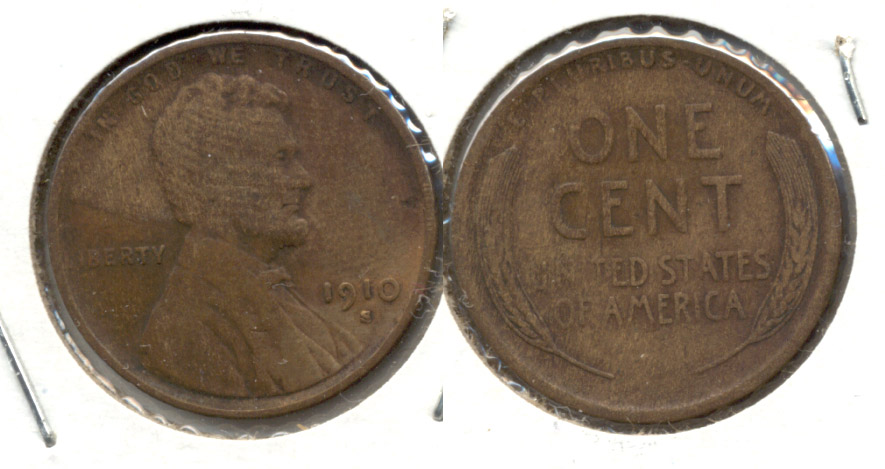 IN GOD WE TRUST
LIBERTY
1910
S
E PLURIBUS UNUM
ONE
CENT
UNITED STATES
OF AMERICA